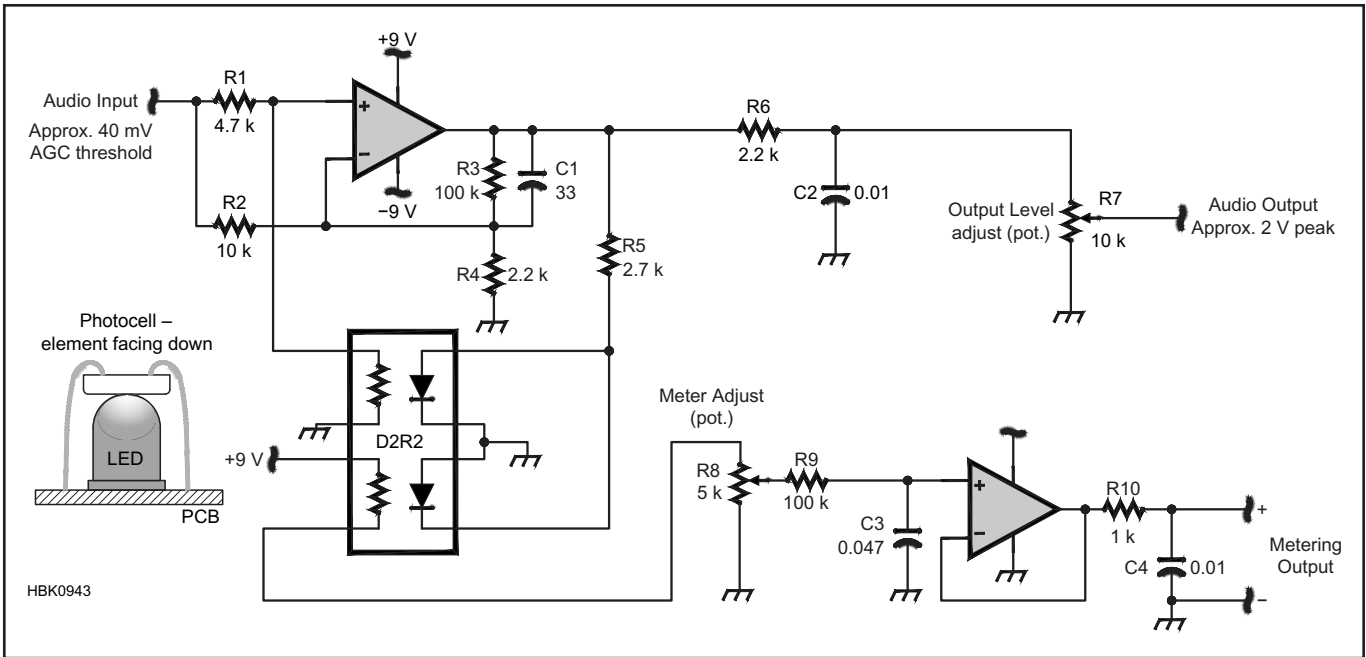 +9 V
R1
Audio Input
4.7 k
Approx. 40 mV
AGC threshold
+
−
−9 V
R2
10 k
R3
100 k
C1
33
R4
2.2 k
R5
2.7 k
R6
2.2 k
C2
0.01
Output Level
adjust (pot.)
R7
10 k
Audio Output
Approx. 2 V peak
Photocell –
element facing down
LED
PCB
D2R2
+9 V
Meter Adjust
(pot.)
R8
5 k
R9
100 k
C3
0.047
+
−
R10
1 k
C4
0.01
+
Metering
Output
−
HBK0943